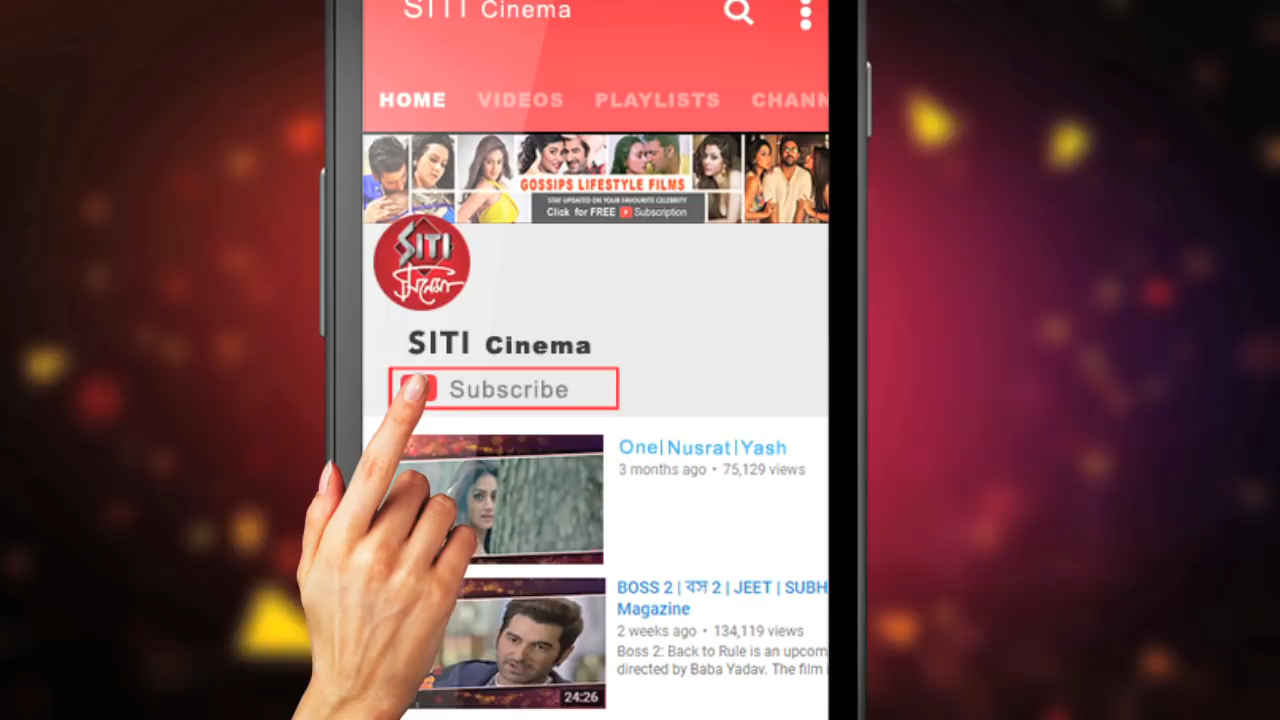 SITI Cinema
HOME VIDEOS PLAYLISTS CHANN
GOSSIPS LIFESTYLE FILMS
STAY UPDATED ON YOUR FAVOURITE CELEBRITY
Click for FREE Subscription
SITI
সিনেমা
SITI Cinema
Subscribe
One|Nusrat|Yash
3 months ago • 75,129 views
BOSS 2 | বস 2 | JEET | SUBH
Magazine
2 weeks ago • 134,119 views
Boss 2: Back to Rule is an upcom
directed by Baba Yadav. The film i
24:26